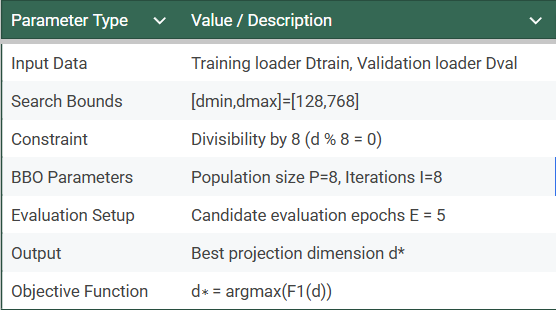 Parameter Type Value / Description
Input Data Training loader Dtrain, Validation loader Dval
Search Bounds [dmin,dmax]=[128,768]
Constraint Divisibility by 8 (d % 8 = 0)
BBO Parameters Population size P=8, Iterations I=8
Evaluation Setup Candidate evaluation epochs E = 5
Output Best projection dimension d*
Objective Function d∗= argmax(F1(d))